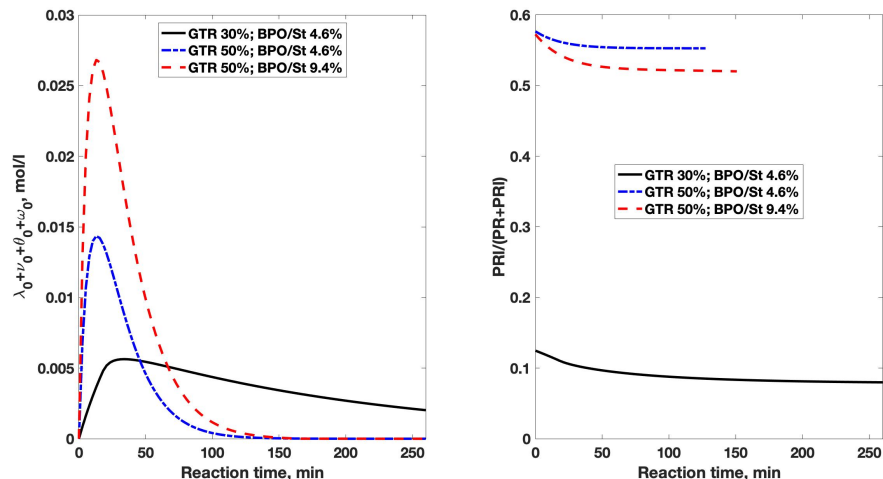 0.03
0.025
0.02
0.015
0.01
0.005
0
λ0+ν0+θ0+ω0, mol/l
GTR 30%; BPO/St 4.6%
GTR 50%; BPO/St 4.6%
GTR 50%; BPO/St 9.4%
0 50 100 150 200 250
Reaction time, min
0.6
0.5
0.4
0.3
0.2
0.1
0
PRI/(PR+PRI)
GTR 30%; BPO/St 4.6%
GTR 50%; BPO/St 4.6%
GTR 50%; BPO/St 9.4%
0 50 100 150 200 250
Reaction time, min